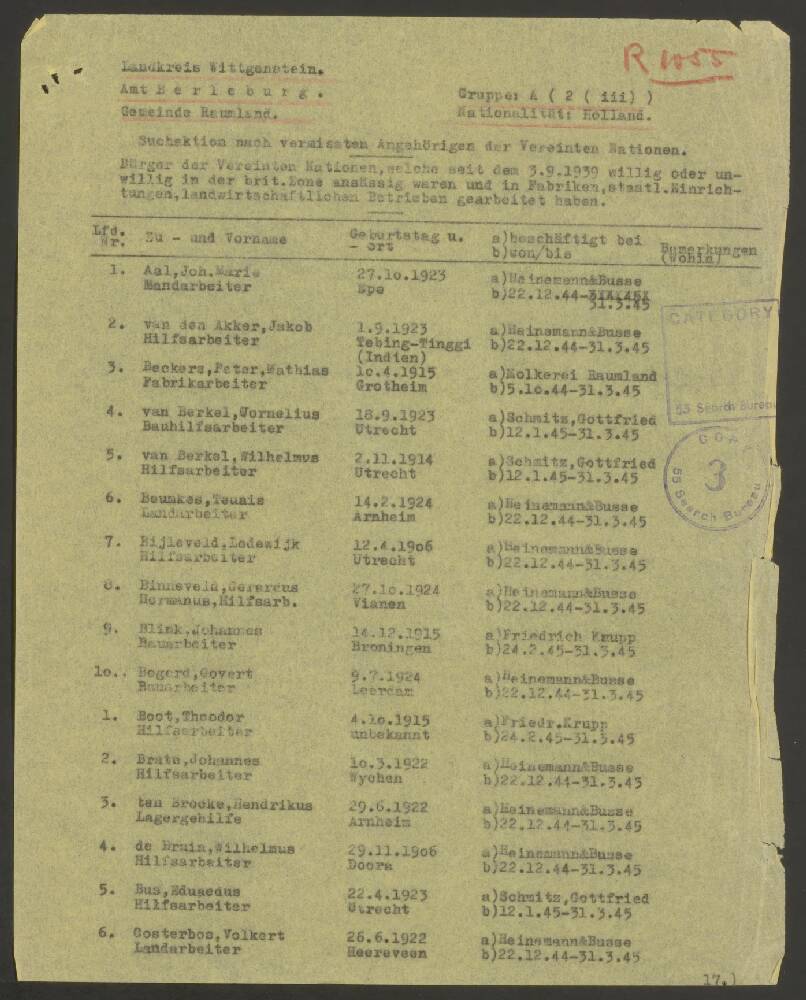 R 1055
Landkreis Wittgenstein.
Amt Berleburg.
Gruppe: A ( 2 ( iii) )
Gemeinde Raumland.
Nationalität: Holland.
Suchaktion nach vermissten Angehörigen der Vereinten Nationen.
Bürger der Vereinten Nationen,welche seit dem 3.9.1939 willig oder un-
willig in der brit.Zone ansässig waren und in Fabriken,staatl.Einrich-
tungen,landwirtschaftlichen Betrieben gearbeitet haben.
Lfd. Nr. Zu - und Vorname Geburtstag u. - ort a)beschäftigt bei b)von/bis Bemerkungen (Wohin)
1. Aal,Joh.Marie 27.10.1923 a)Heinemann&Busse
Handarbeiter Epe b)22.12.44-
31.3.45
2. van den Akker,Jakob 1.9.1923 a)Heinemann&Busse
Hilfsarbeiter Tebing-Tinggi b)22.12.44-31.3.45
(Indien)
3. Beckers,Peter,Mathias 1o.4.1915 a)Molkerei Raumland
Fabrikarbeiter Grotheim b)5.1o.44-31.3.45
4. van Berkel,Cornelius 18.9.1923 a)Schmitz,Gottfried
Bauhilfsarbeiter Utrecht b)12.1.45-31.3.45
5. van Berkel,Wilhelmus 2.11.1914 a)Schmitz,Gottfried
Hilfsarbeiter Utrecht b)12.1.45-31.3.45
6. Beumkes,Teunis 14.2.1924 a)Heinemann&Busse
Landarbeiter Arnheim b)22.12.44-31.3.45
7. Bijleveld,Lodewijk 12.4.19o6 a)Heinemann&Busse
Hilfsarbeiter Utrecht b)22.12.44-31.3.45
8. Binneveld,Gerardus 27.1o.1924 a)Heinemann&Busse
Hermanus,Hilfsarb. Vianen b)22.12.44-31.3.45
9. Blink,Johannes 14.12.1915 a)Friedrich Krupp
Bauarbeiter Broningen b)24.2.45-31.3.45
1o.. Bogerd,Govert 9.7.1924 a)Heinemann&Busse
Bauarbeiter Leerdam b)22.12.44-31.3.45
1. Boot,Theodor 4.1o.1915 a)Friedr.Krupp
Hilfsarbeiter unbekannt b)24.2.45-31.3.45
2. Brats,Johannes 1o.3.1922 a)Heinemann&Busse
Hilfsarbeiter Wychen b)22.12.44-31.3.45
3. ten Brocke,Hendrikus 29.6.1922 a)Heinemann&Busse
Lagergehilfe Arnheim b)22.12.44-31.3.45
4. de Bruin,Wilhelmus 29.11.19o6 a)Heinemann&Busse
Hilfsarbeiter Doorn b)22.12.44-31.3.45
5. Bus,Eduardus 22.4.1923 a)Schmitz,Gottfried
Hilfsarbeiter Utrecht b)12.1.45-31.3.45
6. Oosterbos,Volkert 26.6.1922 a)Heinemann&Busse
Landarbeiter Heereveen b)22.12.44-31.3.45
17.)
CATEGORY
53 Search Bureau
GOA
3
55 Search Bureau